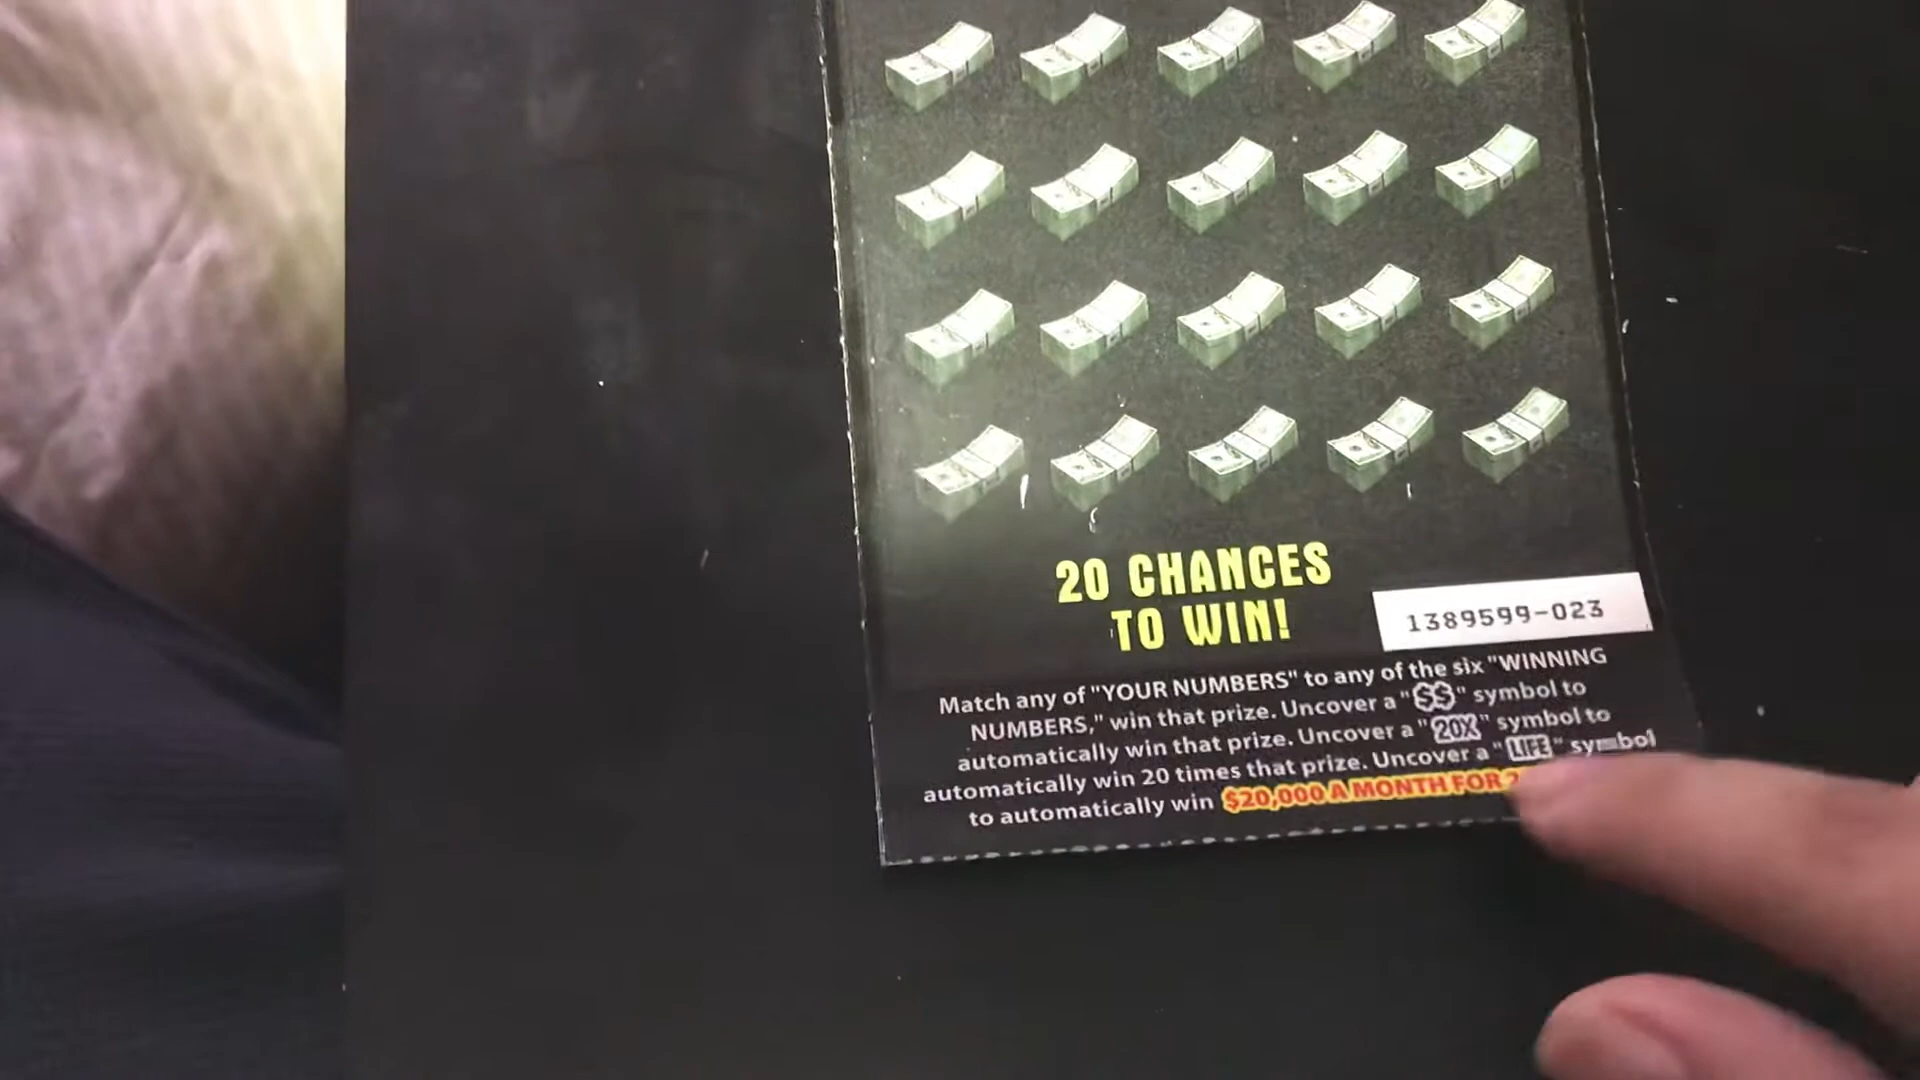 20 CHANCES
TO WIN!
1389599-023
Match any of "YOUR NUMBERS" to any of the six "WINNING
NUMBERS," win that prize. Uncover a "$$" symbol to
automatically win that prize. Uncover a "20X" symbol to
automatically win 20 times that prize. Uncover a "LIFE" symbol
to automatically win $20,000 A MONTH FOR